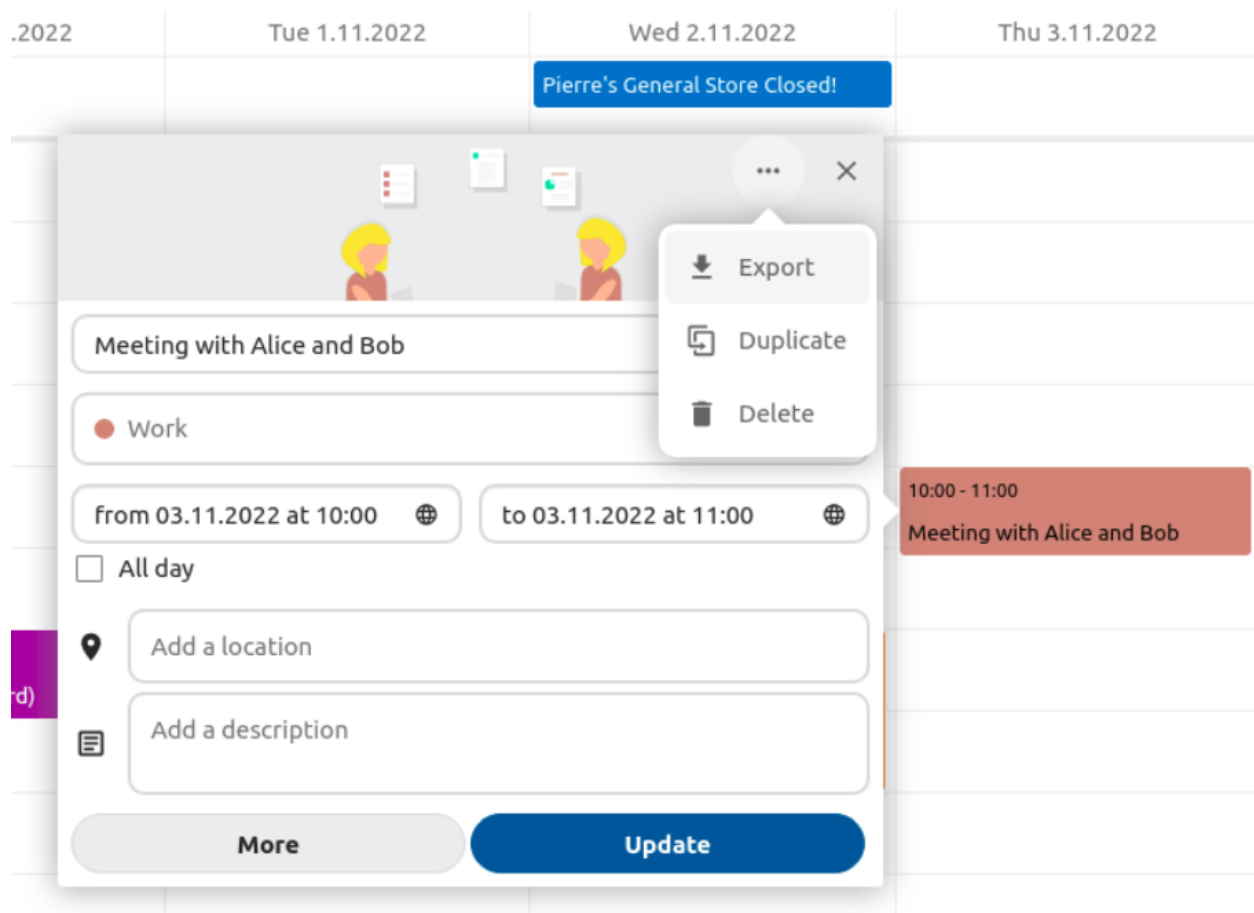 .2022
Tue 1.11.2022
Wed 2.11.2022
Thu 3.11.2022
Pierre's General Store Closed!
Export
Duplicate
Delete
Meeting with Alice and Bob
Work
from 03.11.2022 at 10:00
to 03.11.2022 at 11:00
10:00 - 11:00
Meeting with Alice and Bob
All day
Add a location
rd)
Add a description
More
Update